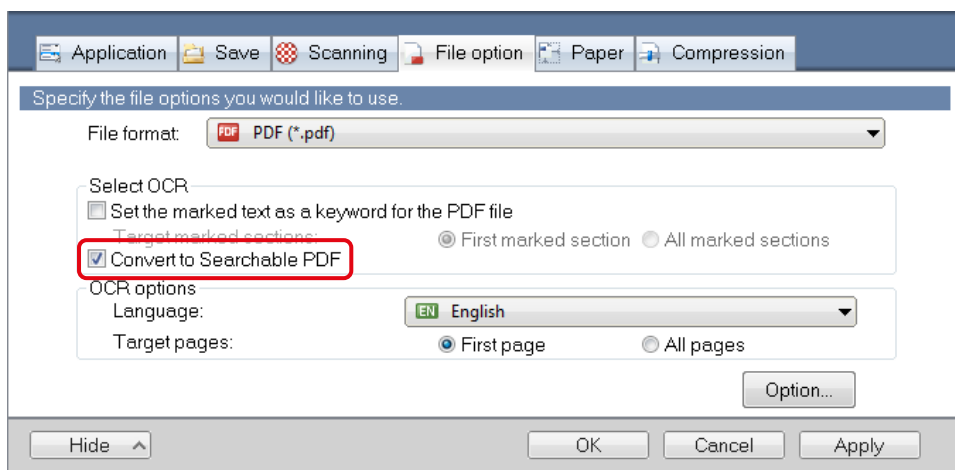 Application Save Scanning File option Paper Compression
Specify the file options you would like to use.
File format: PDF PDF (*.pdf)
Select OCR
Set the marked text as a keyword for the PDF file
Target marked sections: First marked section All marked sections
Convert to Searchable PDF
OCR options
Language: EN English
Target pages: First page All pages
Option...
Hide OK Cancel Apply